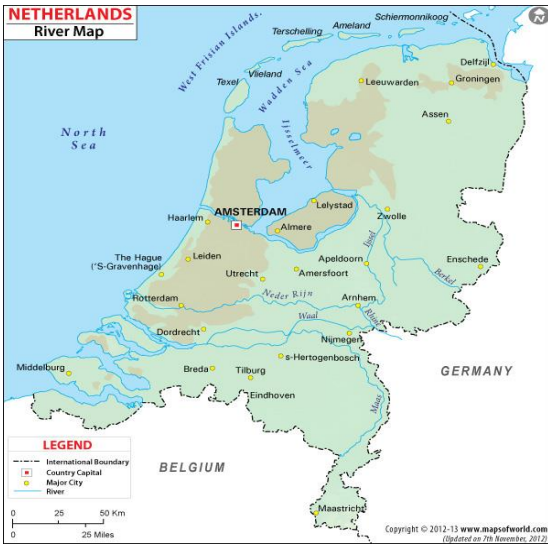 NETHERLANDS
River Map
N
Schiermonnikoog
Ameland
Terschelling
West Frisian Islands.
Vlieland
Texel
Wadden Sea
Delfzijl
Groningen
Leeuwarden
Assen
North
Sea
Ijsselmeer
Lelystad
AMSTERDAM
Zwolle
Haarlem
Almere
Ijssel
Leiden
The Hague
("S-Gravenhage)
Apeldoorn
Enschede
Utrecht
Amersfoort
Berkel
Neder Rijn
Rotterdam
Arnhem
Waal
Rhine
Dordrecht
Nijmegen
s-Hertogenbosch
Middelburg
Breda
Tilburg
GERMANY
Eindhoven
Maas
LEGEND
International Boundary
Country Capital
Major City
River
BELGIUM
0 25 50 Km
0 25 Miles
Maastricht
Copyright © 2012-13 www.mapsofworld.com
(Updated on 7th November, 2012)